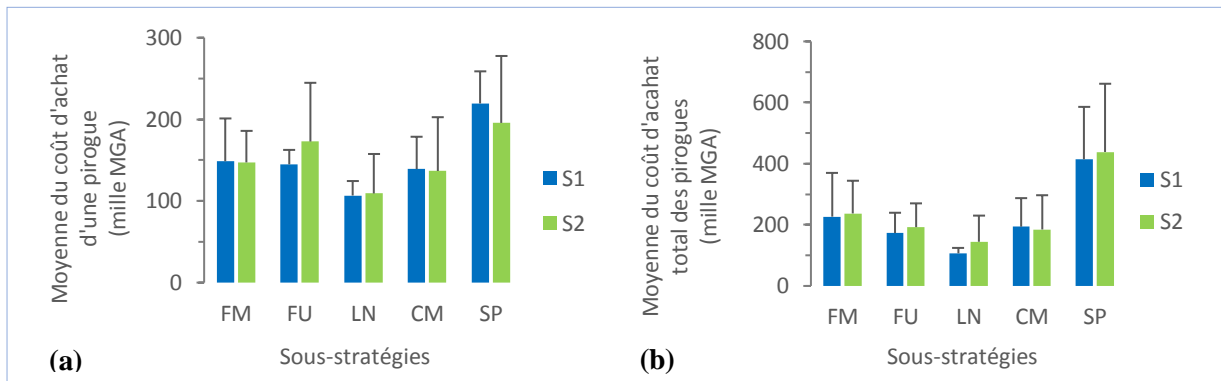 Moyenne du coût d'achat
d'une pirogue
(mille MGA)
300
200
100
0
FM FU LN CM SP
Sous-stratégies
S1
S2
(a)
Moyenne du coût d'acahat
total des pirogues
(mille MGA)
800
600
400
200
0
FM FU LN CM SP
Sous-stratégies
S1
S2
(b)